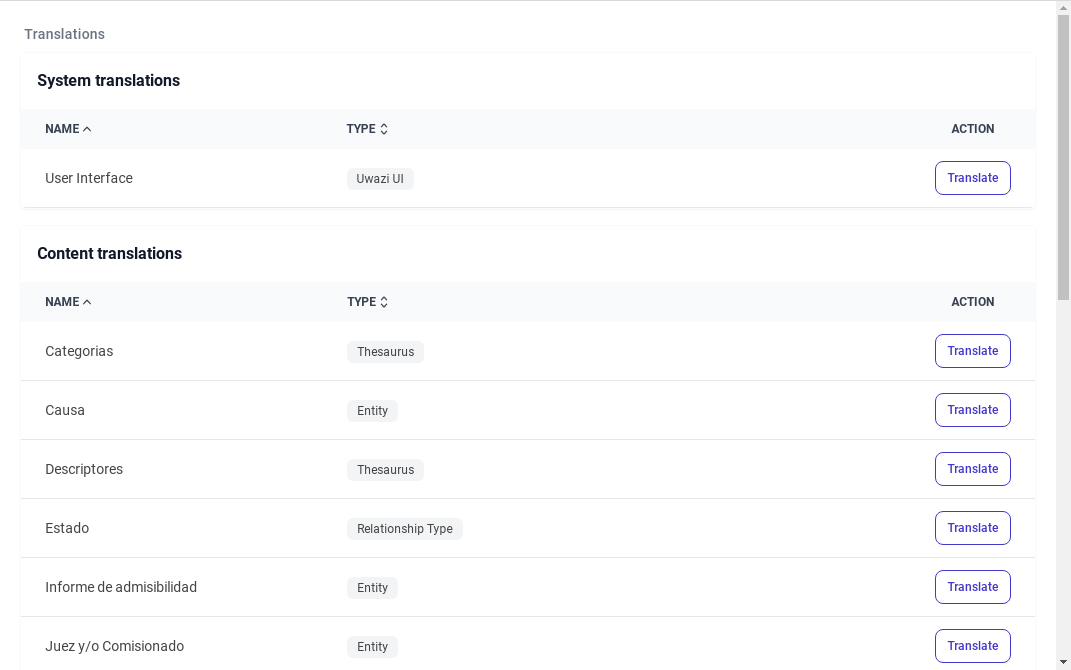 Translations
System translations
NAME TYPE ACTION
User Interface Uwazi UI Translate
Content translations
NAME TYPE ACTION
Categorias Thesaurus Translate
Causa Entity Translate
Descriptores Thesaurus Translate
Estado Relationship Type Translate
Informe de admisibilidad Entity Translate
Juez y/o Comisionado Entity Translate